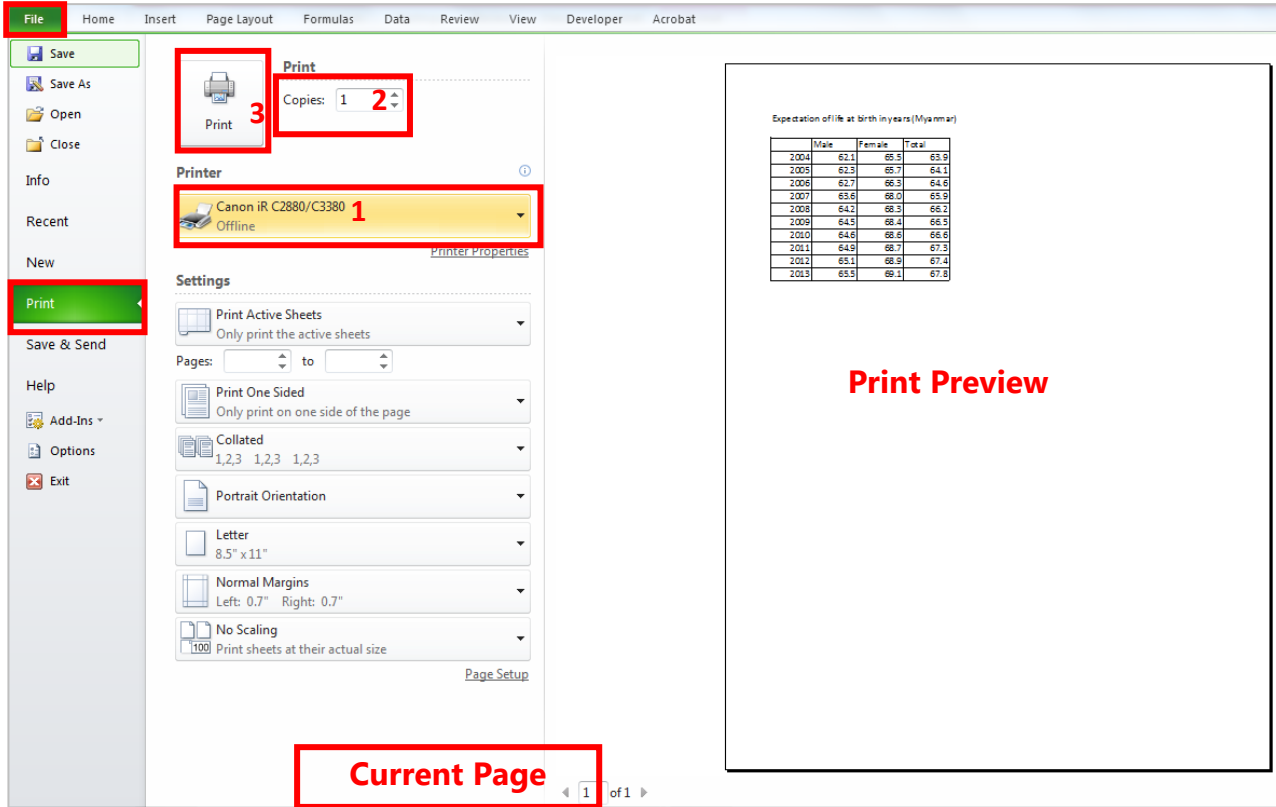 File Home Insert Page Layout Formulas Data Review View Developer Acrobat
Save
Save As
Open
Close
Info
Recent
New
Print
Save & Send
Help
Add-Ins
Options
Exit
Print
3
Print
Copies: 1 2
Printer
Canon iR C2880/C3380 1
Offline
Printer Properties
Settings
Print Active Sheets
Only print the active sheets
Pages: to
Print One Sided
Only print on one side of the page
Collated
1,2,3 1,2,3 1,2,3
Portrait Orientation
Letter
8.5" x 11"
Normal Margins
Left: 0.7" Right: 0.7"
No Scaling
100 Print sheets at their actual size
Page Setup
Current Page
1 of 1
Expectation of life at birth in years (Myanmar)
Male Female Total
2004 62.1 65.5 63.9
2005 62.3 65.7 64.1
2006 62.7 66.3 64.6
2007 63.6 68.0 65.9
2008 64.2 68.3 66.2
2009 64.5 68.4 66.5
2010 64.6 68.6 66.6
2011 64.9 68.7 67.3
2012 65.1 68.9 67.4
2013 65.5 69.1 67.8
Print Preview